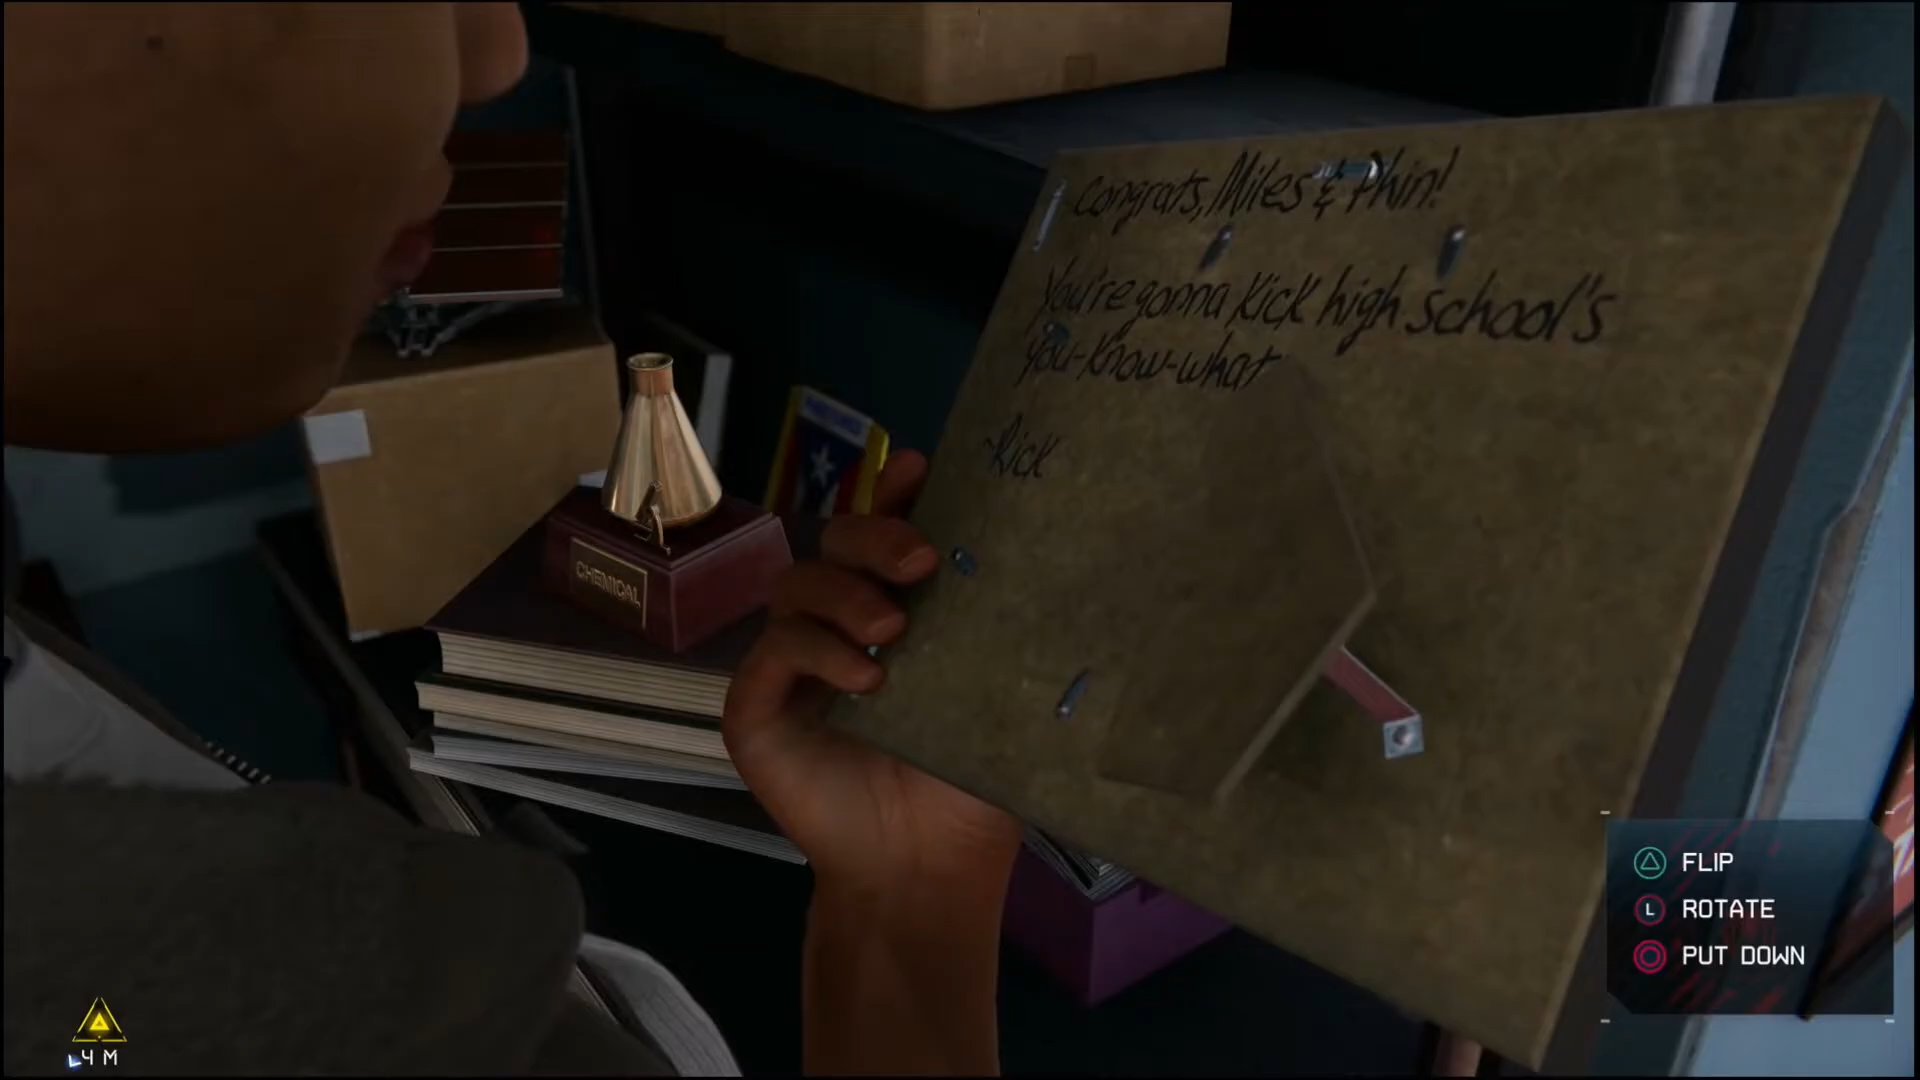 Congrats, Miles & Phin!
You're gonna kick high school's
you-know-what
~Rick
CHEMICAL
FLIP
L ROTATE
PUT DOWN
4 M